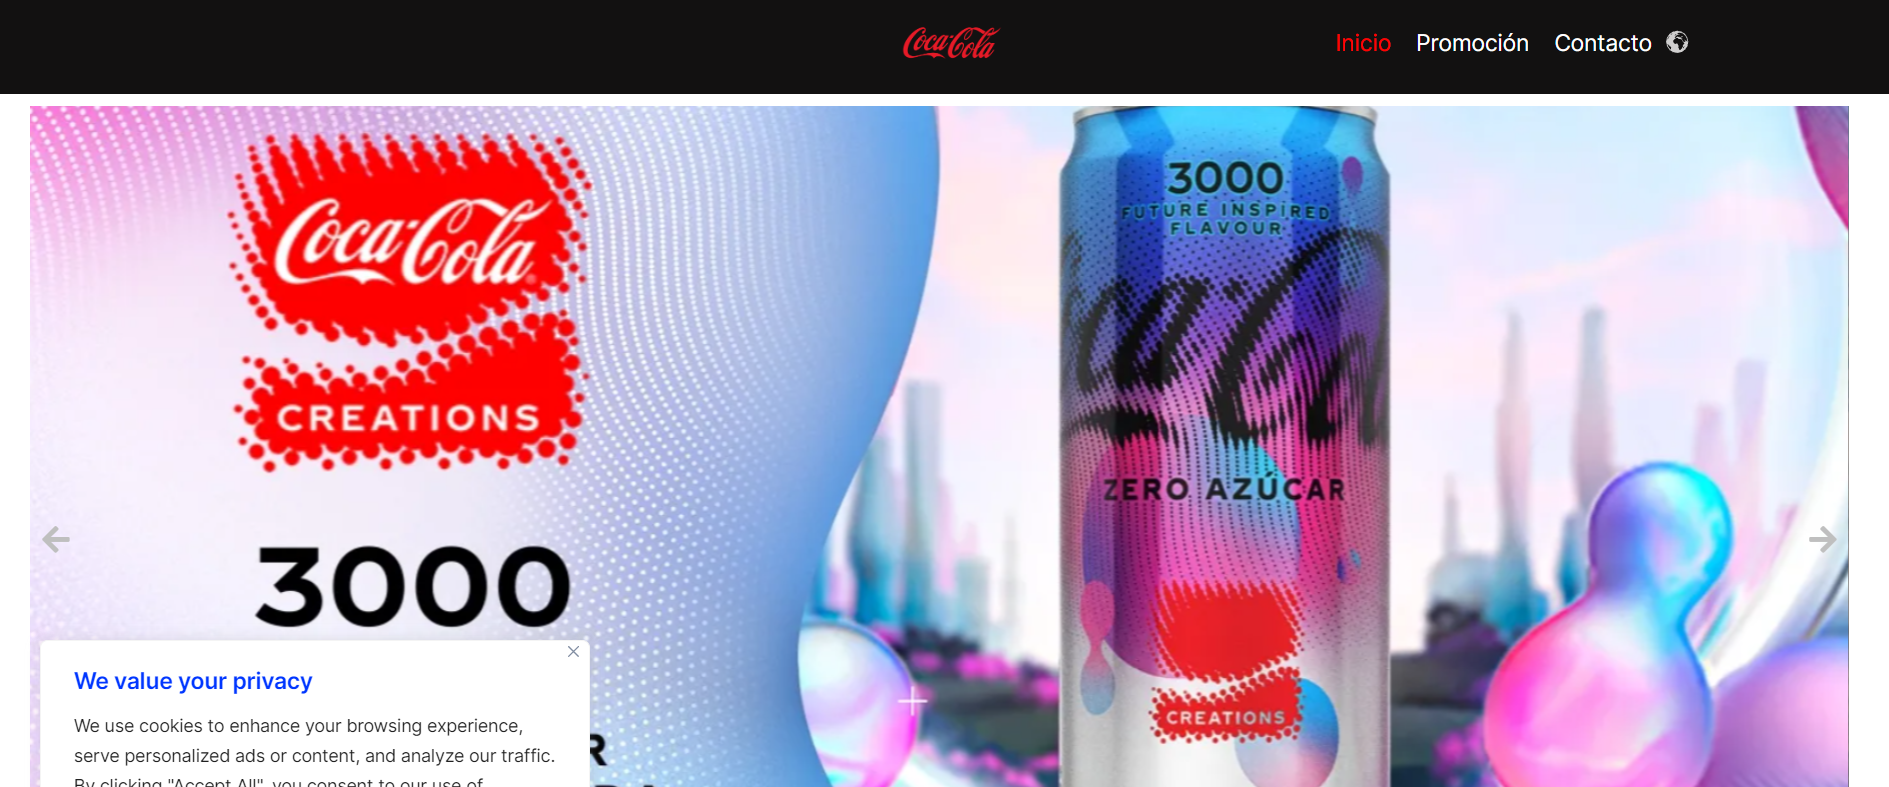 Coca-Cola
Inicio Promoción Contacto
Coca-Cola
CREATIONS
3000
3000
FUTURE INSPIRED
FLAVOUR
ZERO AZÚCAR
CREATIONS
We value your privacy
We use cookies to enhance your browsing experience,
serve personalized ads or content, and analyze our traffic.
By clicking "Accept All", you consent to our use of
R